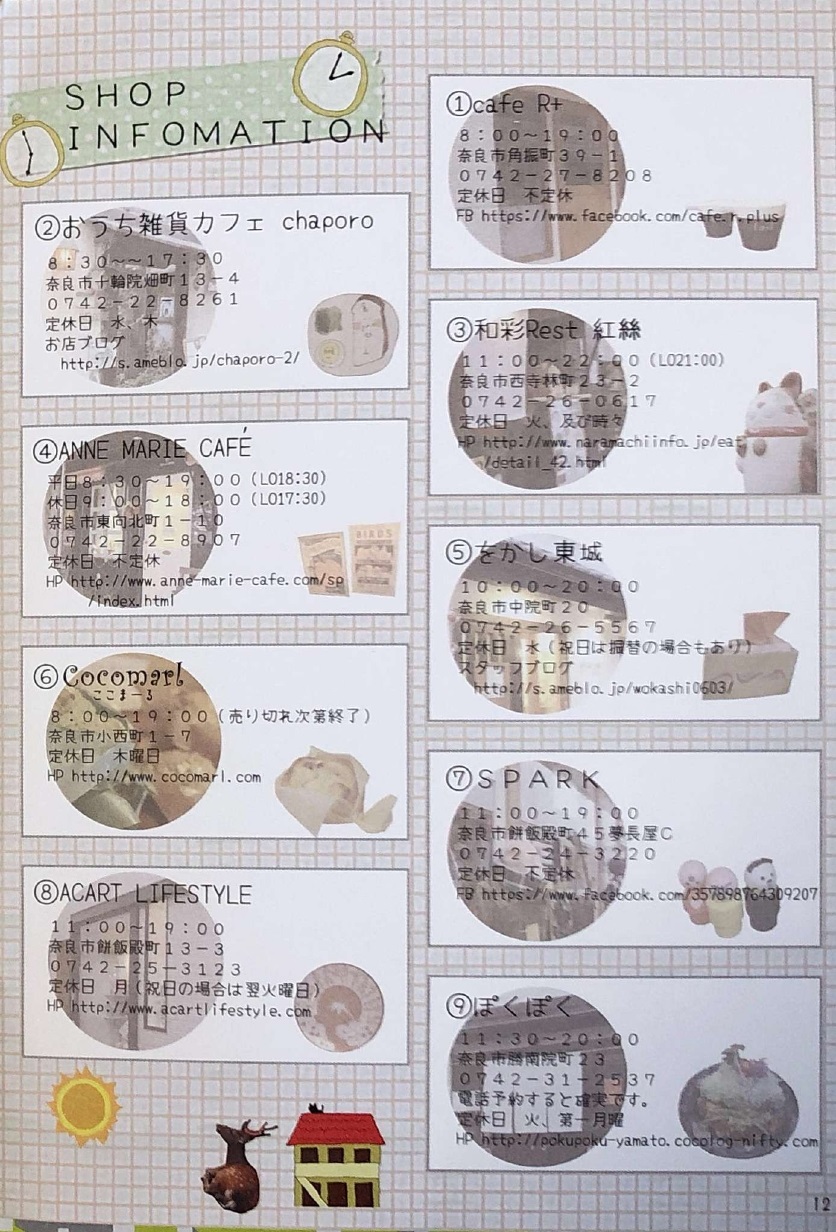 SHOP
INFOMATION
①cafe R+
8:00～19:00
奈良市角振町39-1
0742-27-8208
定休日　不定休
FB https://www.facebook.com/cafe.r.plus
②おうち雑貨カフェ chaporo
8:30～～17:30
奈良市十輪院畑町13-4
0742-22-8261
定休日　水、木
お店ブログ
http://s.ameblo.jp/chaporo-2/
③和彩Rest 紅絲
11:00～22:00(LO21:00)
奈良市西寺林町23-2
0742-26-0617
定休日　火、及び時々
HP http://www.naramachiinfo.jp/eat
/detail_42.html
④ANNE MARIE CAFÉ
平日8:30～19:00(LO18:30)
休日9:00～18:00(LO17:30)
奈良市東向北町1-10
0742-22-8907
定休日　不定休
HP http://www.anne-marie-cafe.com/sp
/index.html
BIRDS
⑤をかし東城
10:00～20:00
奈良市中院町20
0742-26-5567
定休日　水(祝日は振替の場合もあり)
スタッフブログ
http://s.ameblo.jp/wokashi0603/
⑥Cocomarl
ここまーる
8:00～19:00(売り切れ次第終了)
奈良市小西町1-7
定休日　木曜日
HP http://www.cocomarl.com
⑦SPARK
11:00～19:00
奈良市餅飯殿町45夢長屋C
0742-24-3220
定休日　不定休
FB https://www.facebook.com/357898764309207
⑧ACART LIFESTYLE
11:00～19:00
奈良市餅飯殿町13-3
0742-25-3123
定休日　月(祝日の場合は翌火曜日)
HP http://www.acartlifestyle.com
⑨ぽくぽく
11:30～20:00
奈良市勝南院町23
0742-31-2537
電話予約すると確実です。
定休日　火、第一月曜
HP http://pokupoku-yamato.cocolog-nifty.com
12